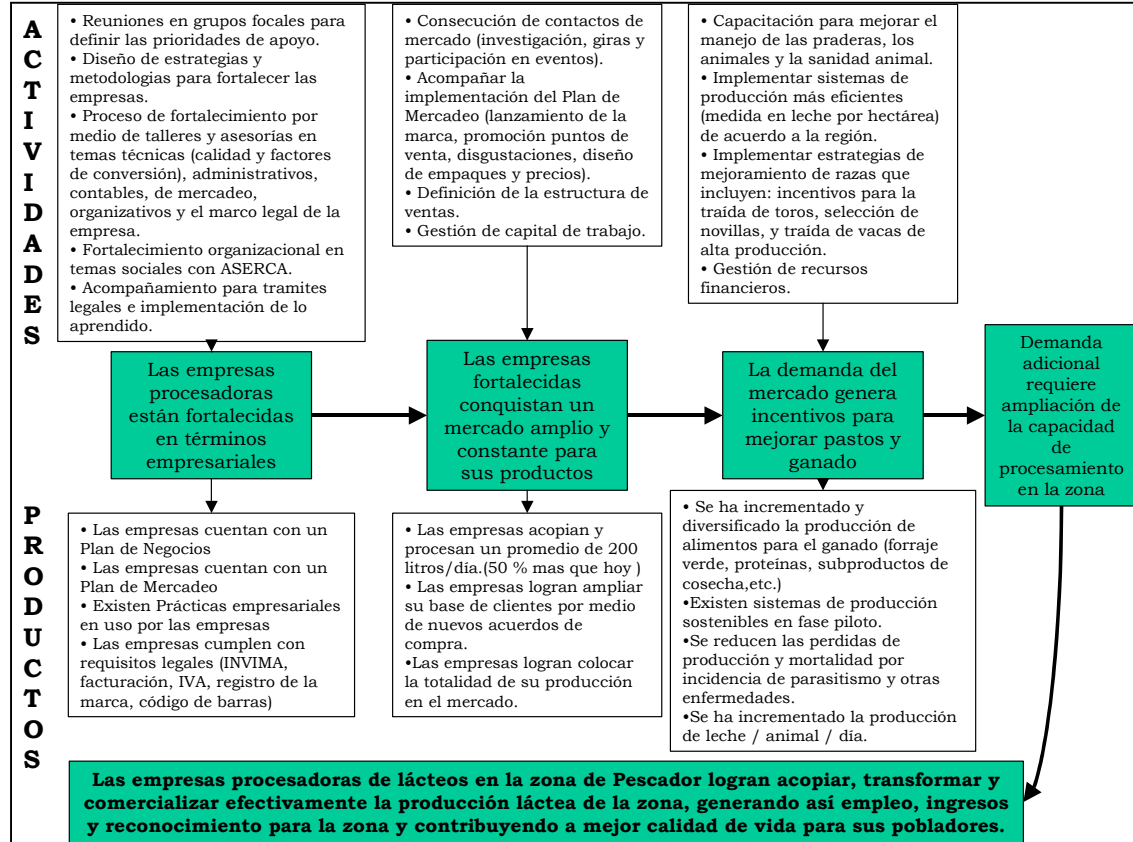 ACTIVIDADES
• Reuniones en grupos focales para
definir las prioridades de apoyo.
• Diseño de estrategias y
metodologias para fortalecer las
empresas.
• Proceso de fortalecimiento por
medio de talleres y asesorías en
temas técnicas (calidad y factores
de conversión), administrativos,
contables, de mercadeo,
organizativos y el marco legal de la
empresa.
• Fortalecimiento organizacional en
temas sociales con ASERCA.
• Acompañamiento para tramites
legales e implementación de lo
aprendido.
• Consecución de contactos de
mercado (investigación, giras y
participación en eventos).
• Acompañar la
implementación del Plan de
Mercadeo (lanzamiento de la
marca, promoción puntos de
venta, disgustaciones, diseño
de empaques y precios).
• Definición de la estructura de
ventas.
• Gestión de capital de trabajo.
• Capacitación para mejorar el
manejo de las praderas, los
animales y la sanidad animal.
• Implementar sistemas de
producción más eficientes
(medida en leche por hectárea)
de acuerdo a la región.
• Implementar estrategias de
mejoramiento de razas que
incluyen: incentivos para la
traída de toros, selección de
novillas, y traída de vacas de
alta producción.
• Gestión de recursos
financieros.
Las empresas
procesadoras
están fortalecidas
en términos
empresariales
Las empresas
fortalecidas
conquistan un
mercado amplio y
constante para
sus productos
La demanda del
mercado genera
incentivos para
mejorar pastos y
ganado
Demanda
adicional
requiere
ampliación de
la capacidad
de
procesamiento
en la zona
PRODUCTOS
• Las empresas cuentan con un
Plan de Negocios
• Las empresas cuentan con un
Plan de Mercadeo
• Existen Prácticas empresariales
en uso por las empresas
• Las empresas cumplen con
requisitos legales (INVIMA,
facturación, IVA, registro de la
marca, código de barras)
• Las empresas acopian y
procesan un promedio de 200
litros/día.(50 % mas que hoy )
• Las empresas logran ampliar
su base de clientes por medio
de nuevos acuerdos de
compra.
•Las empresas logran colocar
la totalidad de su producción
en el mercado.
• Se ha incrementado y
diversificado la producción de
alimentos para el ganado (forraje
verde, proteínas, subproductos de
cosecha,etc.)
•Existen sistemas de producción
sostenibles en fase piloto.
•Se reducen las perdidas de
producción y mortalidad por
incidencia de parasitismo y otras
enfermedades.
•Se ha incrementado la producción
de leche / animal / día.
Las empresas procesadoras de lácteos en la zona de Pescador logran acopiar, transformar y
comercializar efectivamente la producción láctea de la zona, generando así empleo, ingresos
y reconocimiento para la zona y contribuyendo a mejor calidad de vida para sus pobladores.